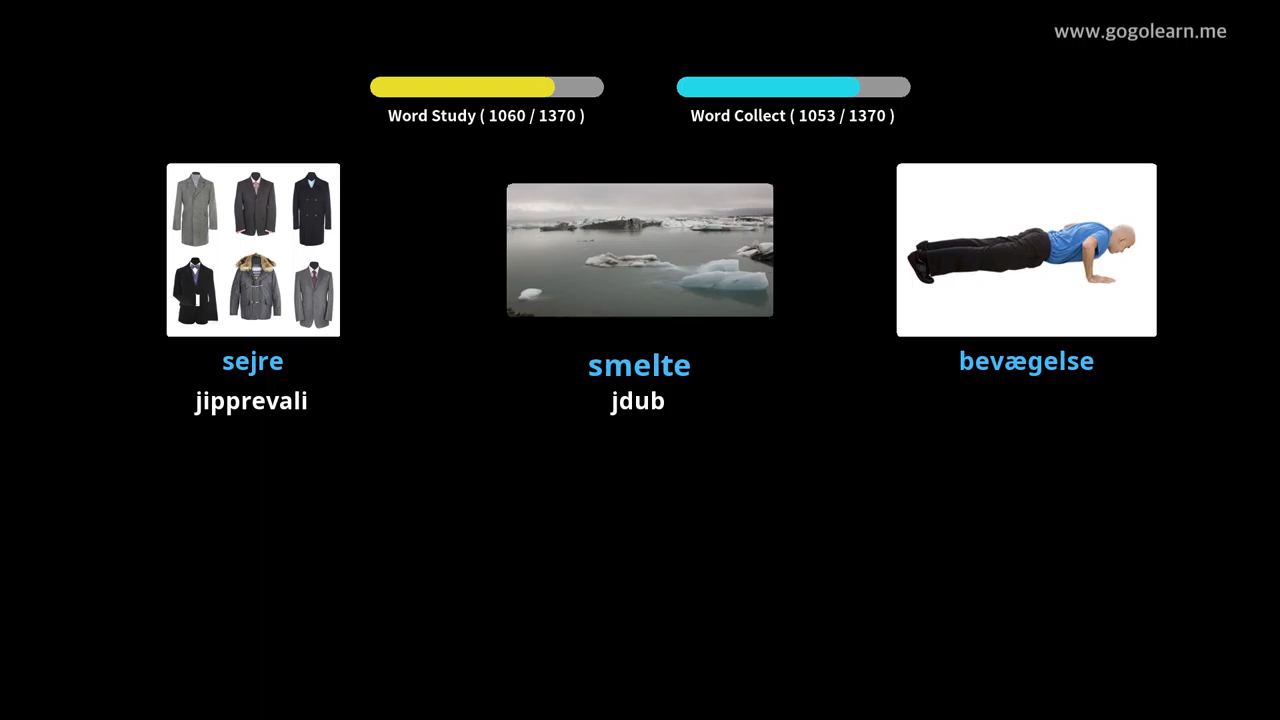 www.gogolearn.me
Word Study ( 1060 / 1370 )
Word Collect ( 1053 / 1370 )
sejre
smelte
bevægelse
jipprevali
jdub